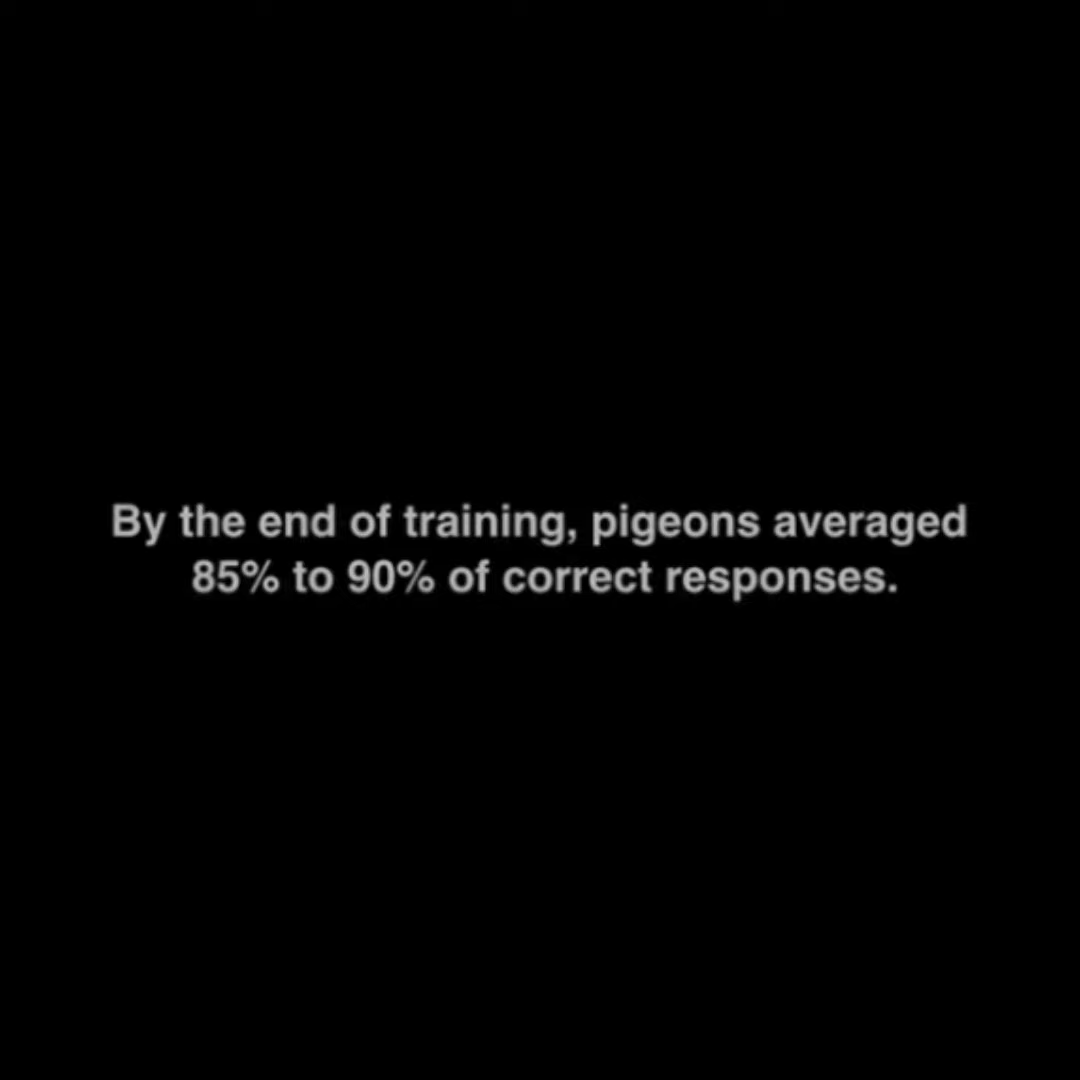 By the end of training, pigeons averaged
85% to 90% of correct responses.